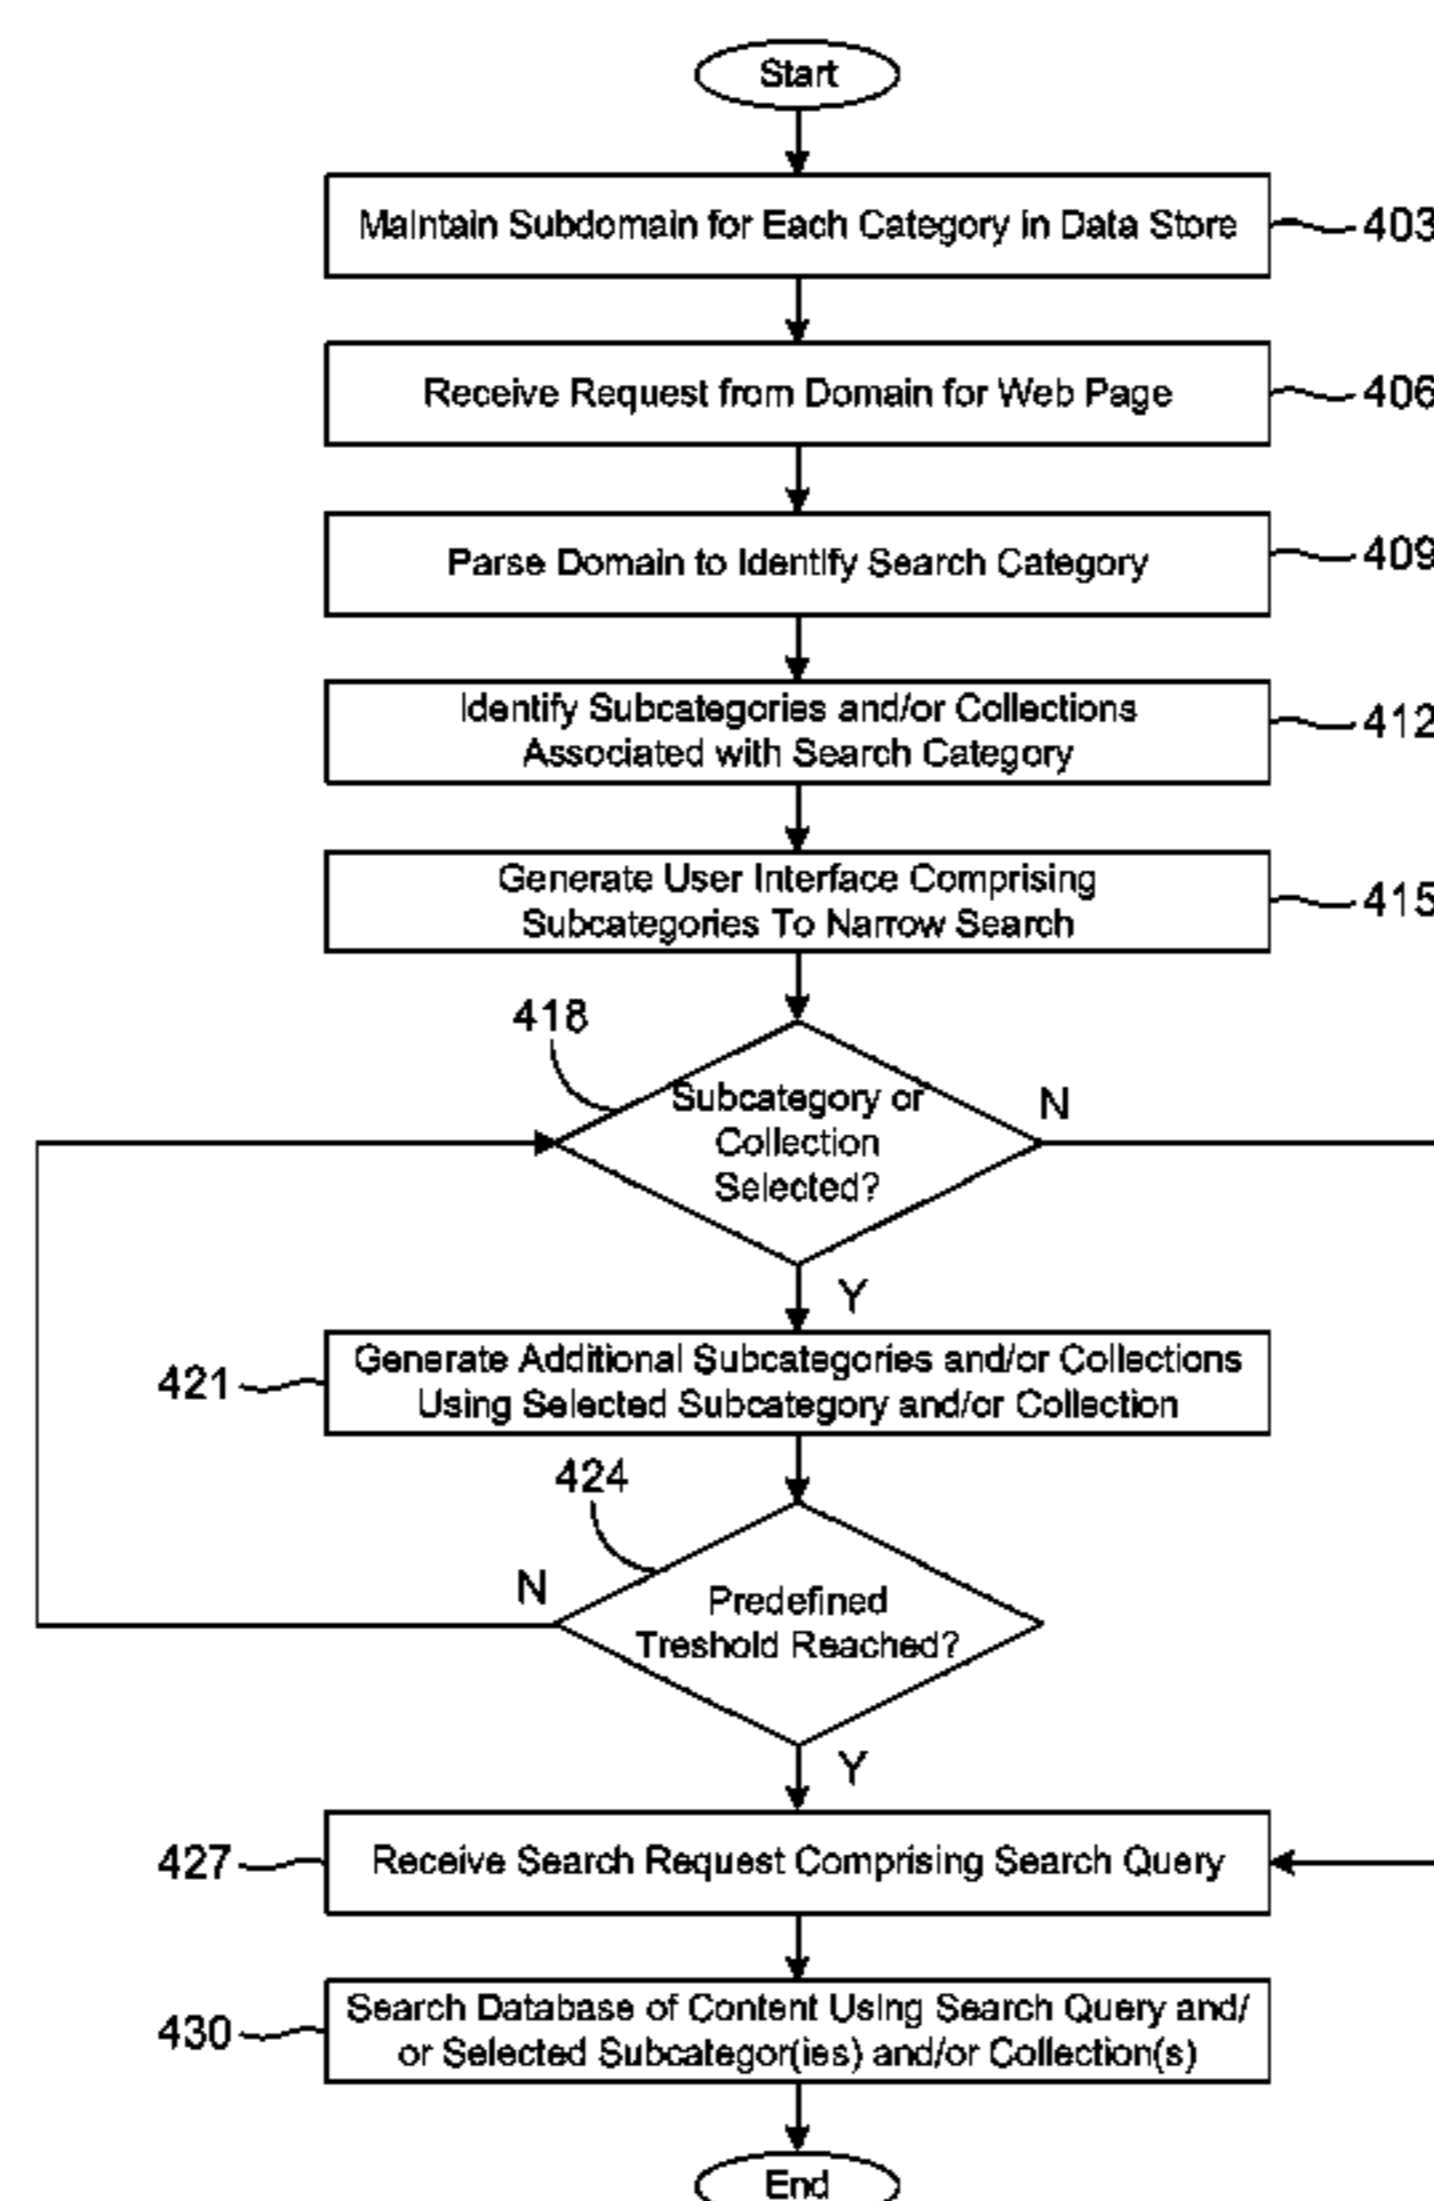 Start
Maintain Subdomain for Each Category in Data Store
403
Receive Request from Domain for Web Page
406
Parse Domain to Identify Search Category
409
Identify Subcategories and/or Collections
Associated with Search Category
412
Generate User Interface Comprising
Subcategories To Narrow Search
415
418
Subcategory or
Collection
Selected?
N
Y
421
Generate Additional Subcategories and/or Collections
Using Selected Subcategory and/or Collection
424
N
Predefined
Treshold Reached?
Y
427
Receive Search Request Comprising Search Query
430
Search Database of Content Using Search Query and/
or Selected Subcategor(ies) and/or Collection(s)
End